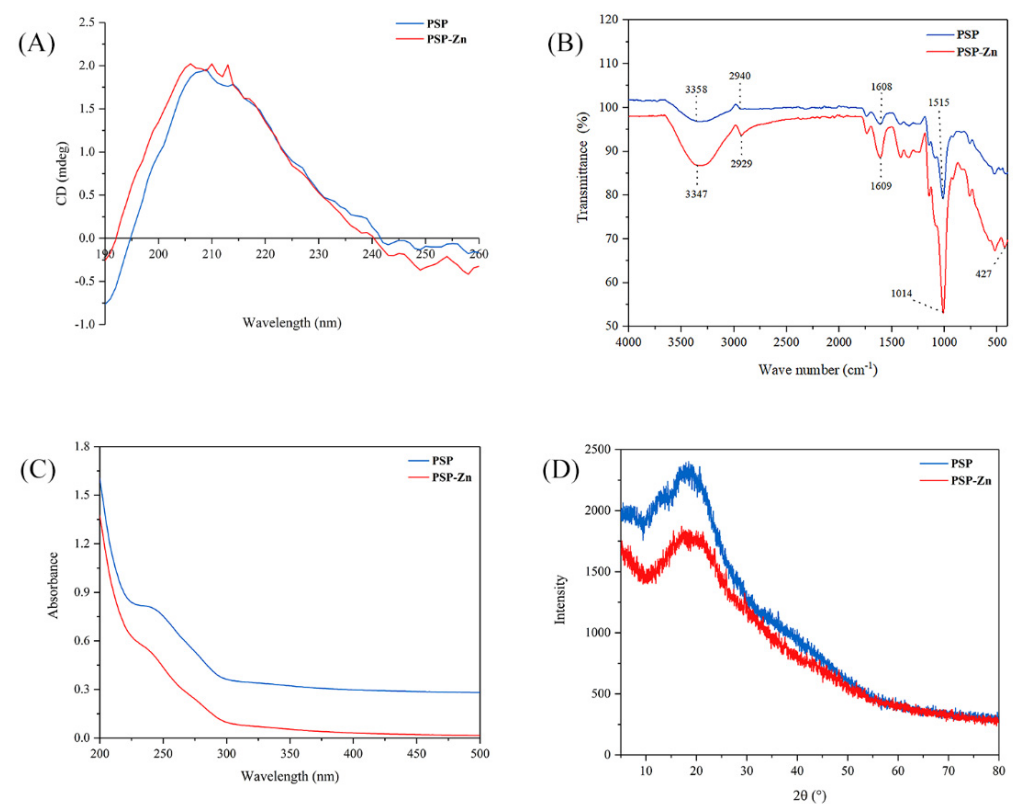 (A)
PSP
PSP-Zn
2.5
2.0
1.5
1.0
0.5
0.0
-0.5
-1.0
CD (mdeg)
190 200 210 220 230 240 250 260
Wavelength (nm)
(B)
PSP
PSP-Zn
120
110
100
90
80
70
60
50
Transmittance (%)
3358
2940
1608
1515
3347
2929
1609
1014
427
4000 3500 3000 2500 2000 1500 1000 500
Wave number (cm-1)
(C)
PSP
PSP-Zn
1.8
1.5
1.2
0.9
0.6
0.3
0.0
Absorbance
200 250 300 350 400 450 500
Wavelength (nm)
(D)
PSP
PSP-Zn
2500
2000
1500
1000
500
0
Intensity
10 20 30 40 50 60 70 80
2θ (°)